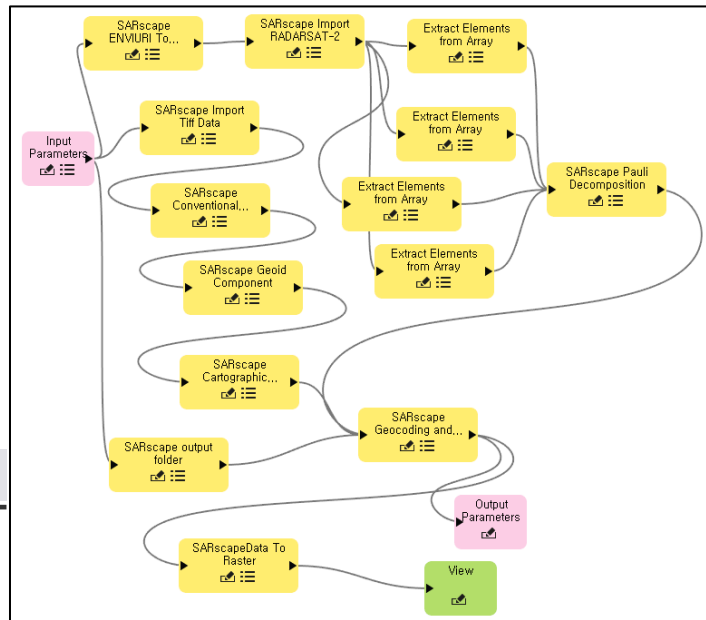 SARscape
ENVIURI To...
SARscape Import
RADARSAT-2
Extract Elements
from Array
SARscape Import
Tiff Data
Extract Elements
from Array
Input
Parameters
SARscape
Conventional...
Extract Elements
from Array
SARscape Pauli
Decomposition
SARscape Geoid
Component
Extract Elements
from Array
SARscape
Cartographic...
SARscape
Geocoding and...
SARscape output
folder
Output
Parameters
SARscapeData To
Raster
View